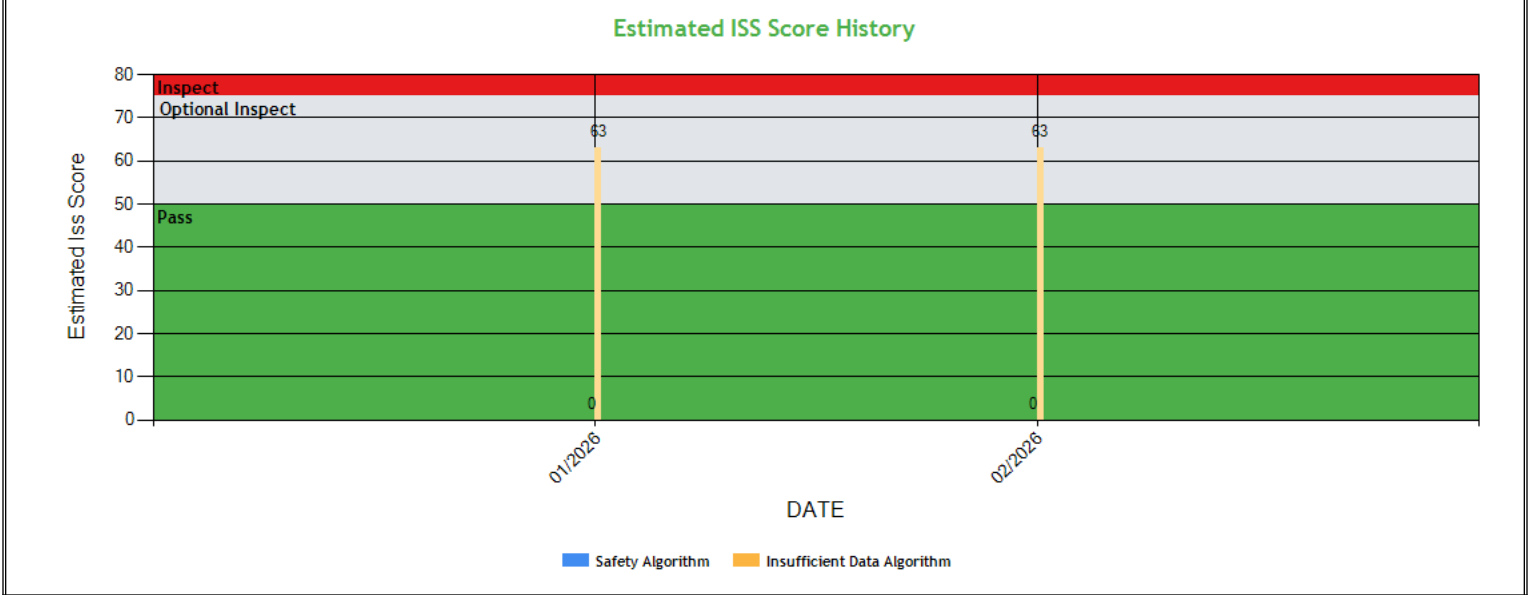 Estimated ISS Score History
80
Inspect
Optional Inspect
70
63 63
60
Estimated Iss Score
50
Pass
40
30
20
10
0 0
0
01/2026 02/2026
DATE
Safety Algorithm Insufficient Data Algorithm